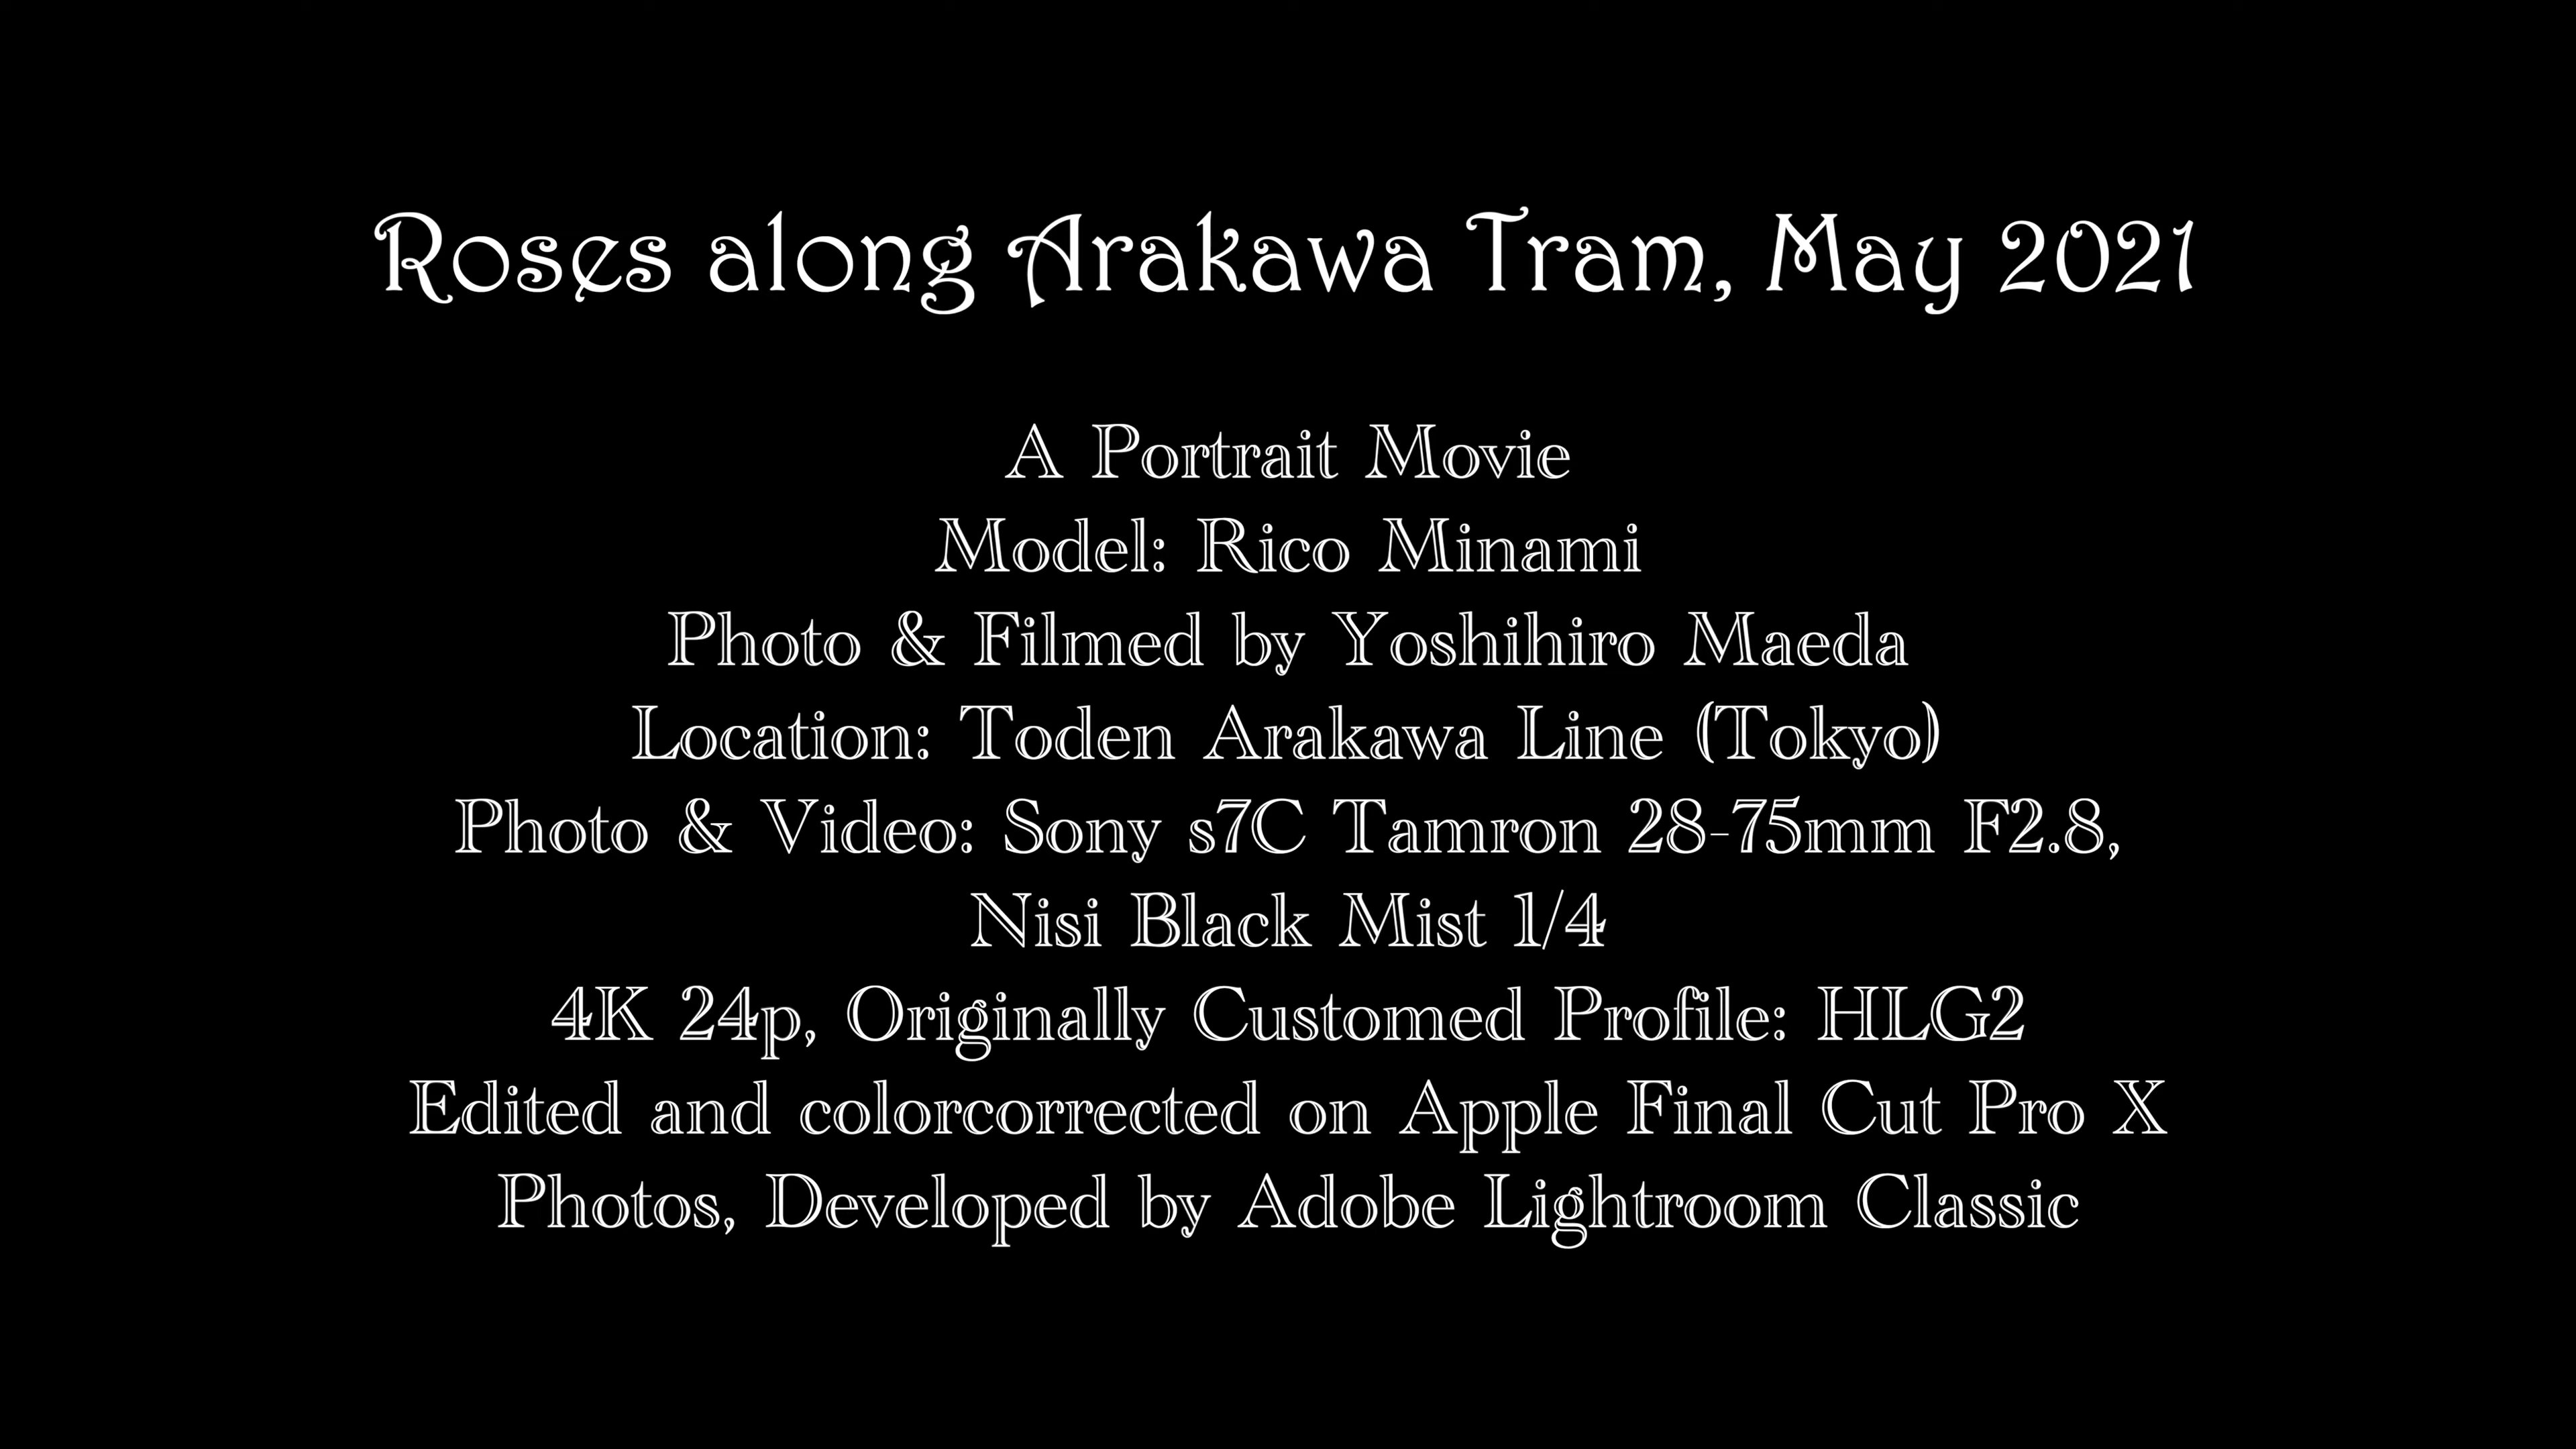 Roses along Arakawa Tram, May 2021
A Portrait Movie
Model: Rico Minami
Photo & Filmed by Yoshihiro Maeda
Location: Toden Arakawa Line (Tokyo)
Photo & Video: Sony s7C Tamron 28-75mm F2.8,
Nisi Black Mist 1/4
4K 24p, Originally Customed Profile: HLG2
Edited and colorcorrected on Apple Final Cut Pro X
Photos, Developed by Adobe Lightroom Classic